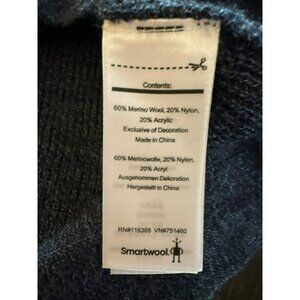 Contents:
60% Merino Wool, 20% Nylon,
20% Acrylic
Exclusive of Decoration
Made in China
60% Merinowolle, 20% Nylon,
20% Acryl
Ausgenommen Dekoration
Hergestellt in China
RN#116388 VN#751460
Smartwool